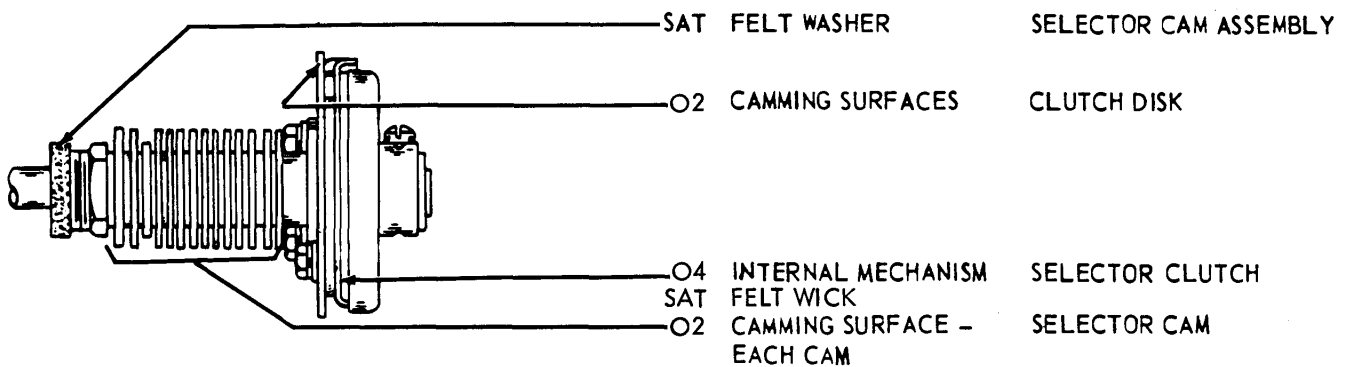 SAT FELT WASHER SELECTOR CAM ASSEMBLY
O2 CAMMING SURFACES CLUTCH DISK
O4 INTERNAL MECHANISM SELECTOR CLUTCH
SAT FELT WICK
O2 CAMMING SURFACE – SELECTOR CAM
EACH CAM